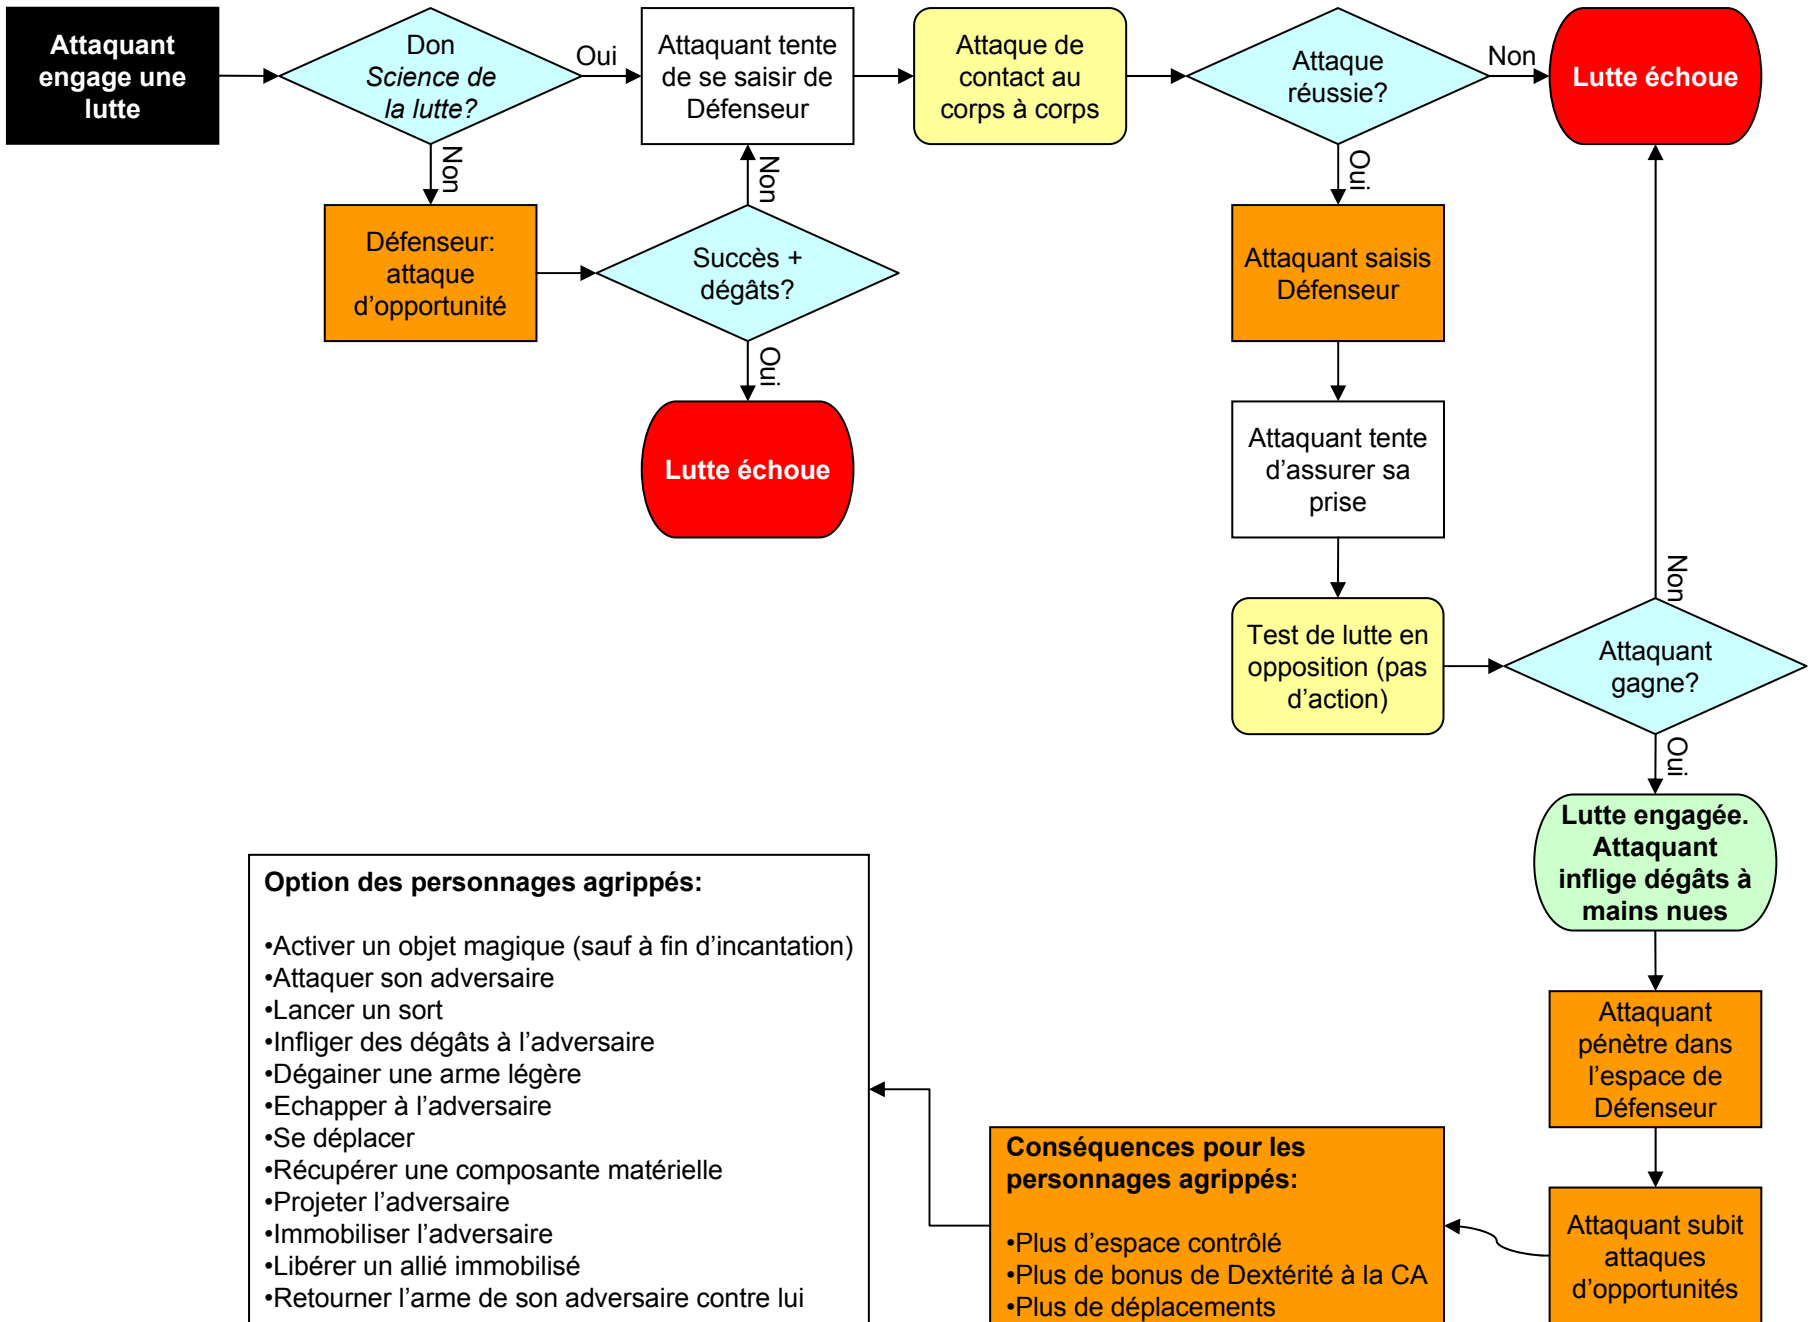 Attaquant
engage une
lutte
Don
Science de
la lutte?
Oui
Non
Attaquant tente
de se saisir de
Défenseur
Attaque de
contact au
corps à corps
Attaque
réussie?
Non
Oui
Lutte échoue
Défenseur:
attaque
d’opportunité
Succès +
dégâts?
Non
Oui
Lutte échoue
Attaquant saisis
Défenseur
Attaquant tente
d’assurer sa
prise
Test de lutte en
opposition (pas
d’action)
Attaquant
gagne?
Non
Oui
Lutte engagée.
Attaquant
inflige dégâts à
mains nues
Attaquant
pénètre dans
l’espace de
Défenseur
Attaquant subit
attaques
d’opportunités
Conséquences pour les
personnages agrippés:
•Plus d’espace contrôlé
•Plus de bonus de Dextérité à la CA
•Plus de déplacements
Option des personnages agrippés:
•Activer un objet magique (sauf à fin d’incantation)
•Attaquer son adversaire
•Lancer un sort
•Infliger des dégâts à l’adversaire
•Dégainer une arme légère
•Echapper à l’adversaire
•Se déplacer
•Récupérer une composante matérielle
•Projeter l’adversaire
•Immobiliser l’adversaire
•Libérer un allié immobilisé
•Retourner l’arme de son adversaire contre lui